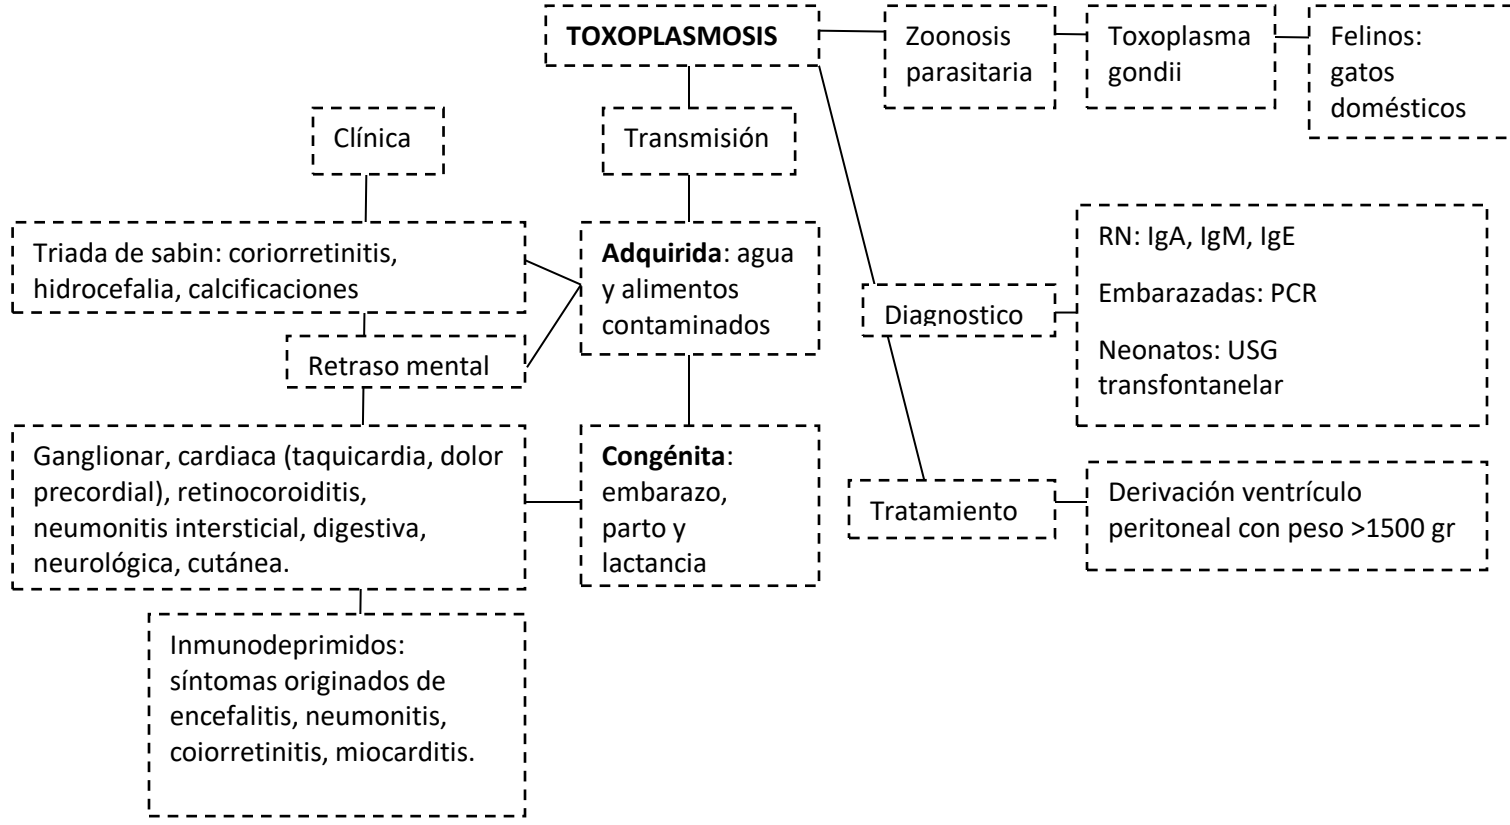 TOXOPLASMOSIS
Zoonosis
parasitaria
Toxoplasma
gondii
Felinos:
gatos
domésticos
Clínica
Transmisión
Triada de sabin: coriorretinitis,
hidrocefalia, calcificaciones
Retraso mental
Ganglionar, cardiaca (taquicardia, dolor
precordial), retinocoroiditis,
neumonitis intersticial, digestiva,
neurológica, cutánea.
Inmunodeprimidos:
síntomas originados de
encefalitis, neumonitis,
coiorretinitis, miocarditis.
Adquirida: agua
y alimentos
contaminados
Congénita:
embarazo,
parto y
lactancia
Diagnostico
RN: IgA, IgM, IgE
Embarazadas: PCR
Neonatos: USG
transfontanelar
Tratamiento
Derivación ventrículo
peritoneal con peso >1500 gr